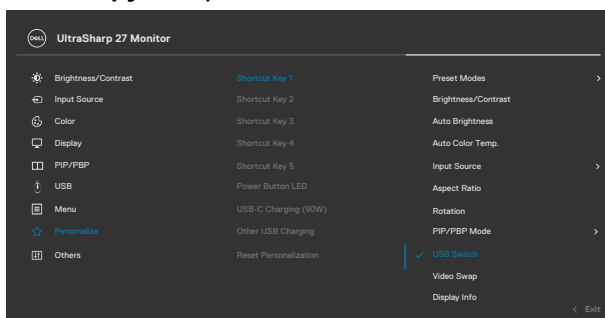 DELL UltraSharp 27 Monitor
Brightness/Contrast Shortcut Key 1 Preset Modes >
Input Source Shortcut Key 2 Brightness/Contrast
Color Shortcut Key 3 Auto Brightness
Display Shortcut Key 4 Auto Color Temp.
PIP/PBP Shortcut Key 5 Input Source >
USB Power Button LED Aspect Ratio
Menu USB-C Charging (90W) Rotation
Personalize Other USB Charging PIP/PBP Mode >
Others Reset Personalization ✓ USB Switch
Video Swap
Display Info
< Exit